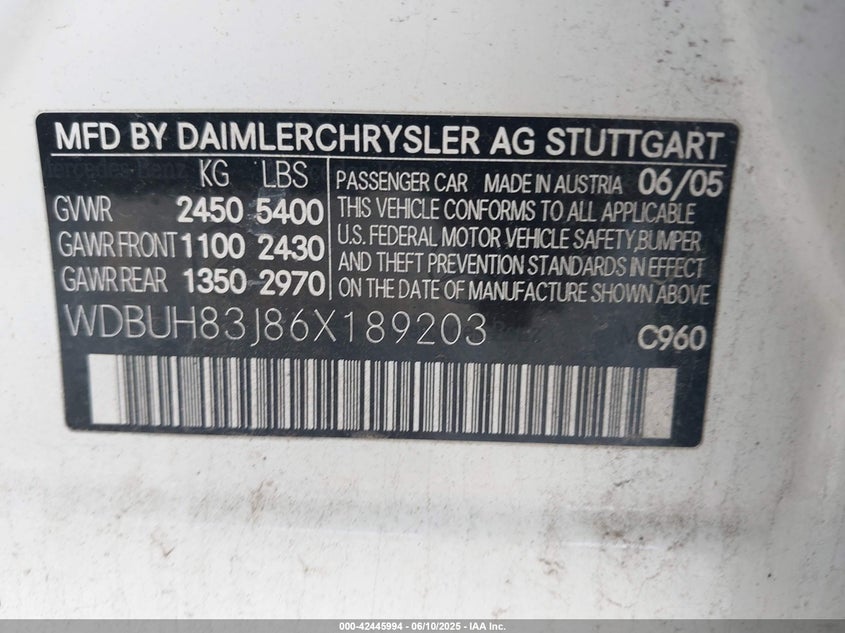 MFD BY DAIMLERCHRYSLER AG STUTTGART
KG LBS
GVWR 2450 5400
GAWR FRONT 1100 2430
GAWR REAR 1350 2970
PASSENGER CAR MADE IN AUSTRIA 06/05
THIS VEHICLE CONFORMS TO ALL APPLICABLE
U.S. FEDERAL MOTOR VEHICLE SAFETY,BUMPER
AND THEFT PREVENTION STANDARDS IN EFFECT
ON THE DATE OF MANUFACTURE SHOWN ABOVE
WDBUH83J86X189203
C960
000-42445994 - 06/10/2025 - IAA Inc.